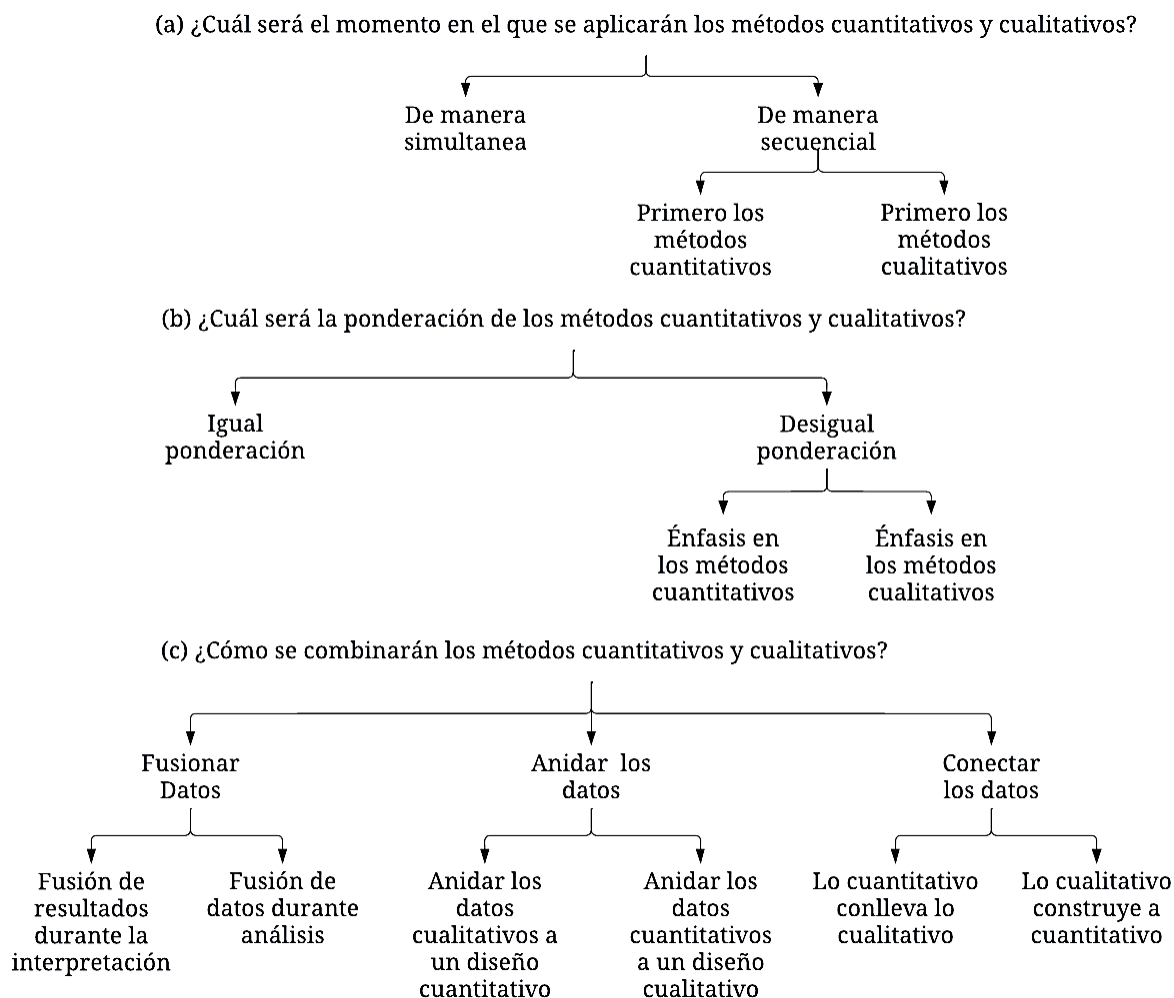 (a) ¿Cuál será el momento en el que se aplicarán los métodos cuantitativos y cualitativos?
De manera
simultanea
De manera
secuencial
Primero los
métodos
cuantitativos
Primero los
métodos
cualitativos
(b) ¿Cuál será la ponderación de los métodos cuantitativos y cualitativos?
Igual
ponderación
Desigual
ponderación
Énfasis en
los métodos
cuantitativos
Énfasis en
los métodos
cualitativos
(c) ¿Cómo se combinarán los métodos cuantitativos y cualitativos?
Fusionar
Datos
Anidar los
datos
Conectar
los datos
Fusión de
resultados
durante la
interpretación
Fusión de
datos durante
análisis
Anidar los
datos
cualitativos a
un diseño
cuantitativo
Anidar los
datos
cuantitativos
a un diseño
cualitativo
Lo cuantitativo
conlleva lo
cualitativo
Lo cualitativo
construye a
cuantitativo